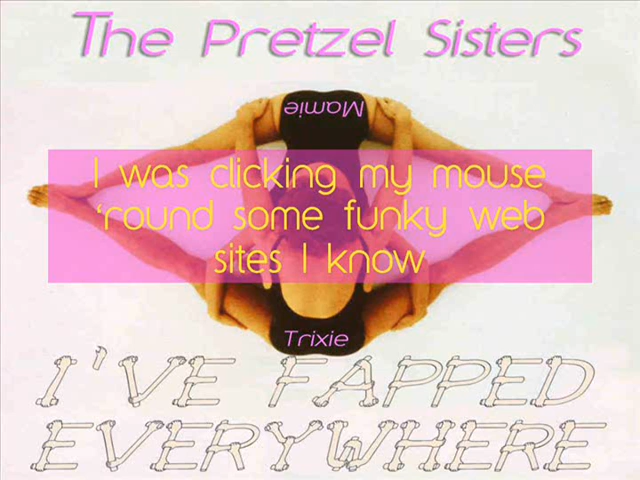 The Pretzel Sisters
Mamie
I was clicking my mouse
‘round some funky web
sites I know
Trixie
I'VE FAPPED
EVERYWHERE